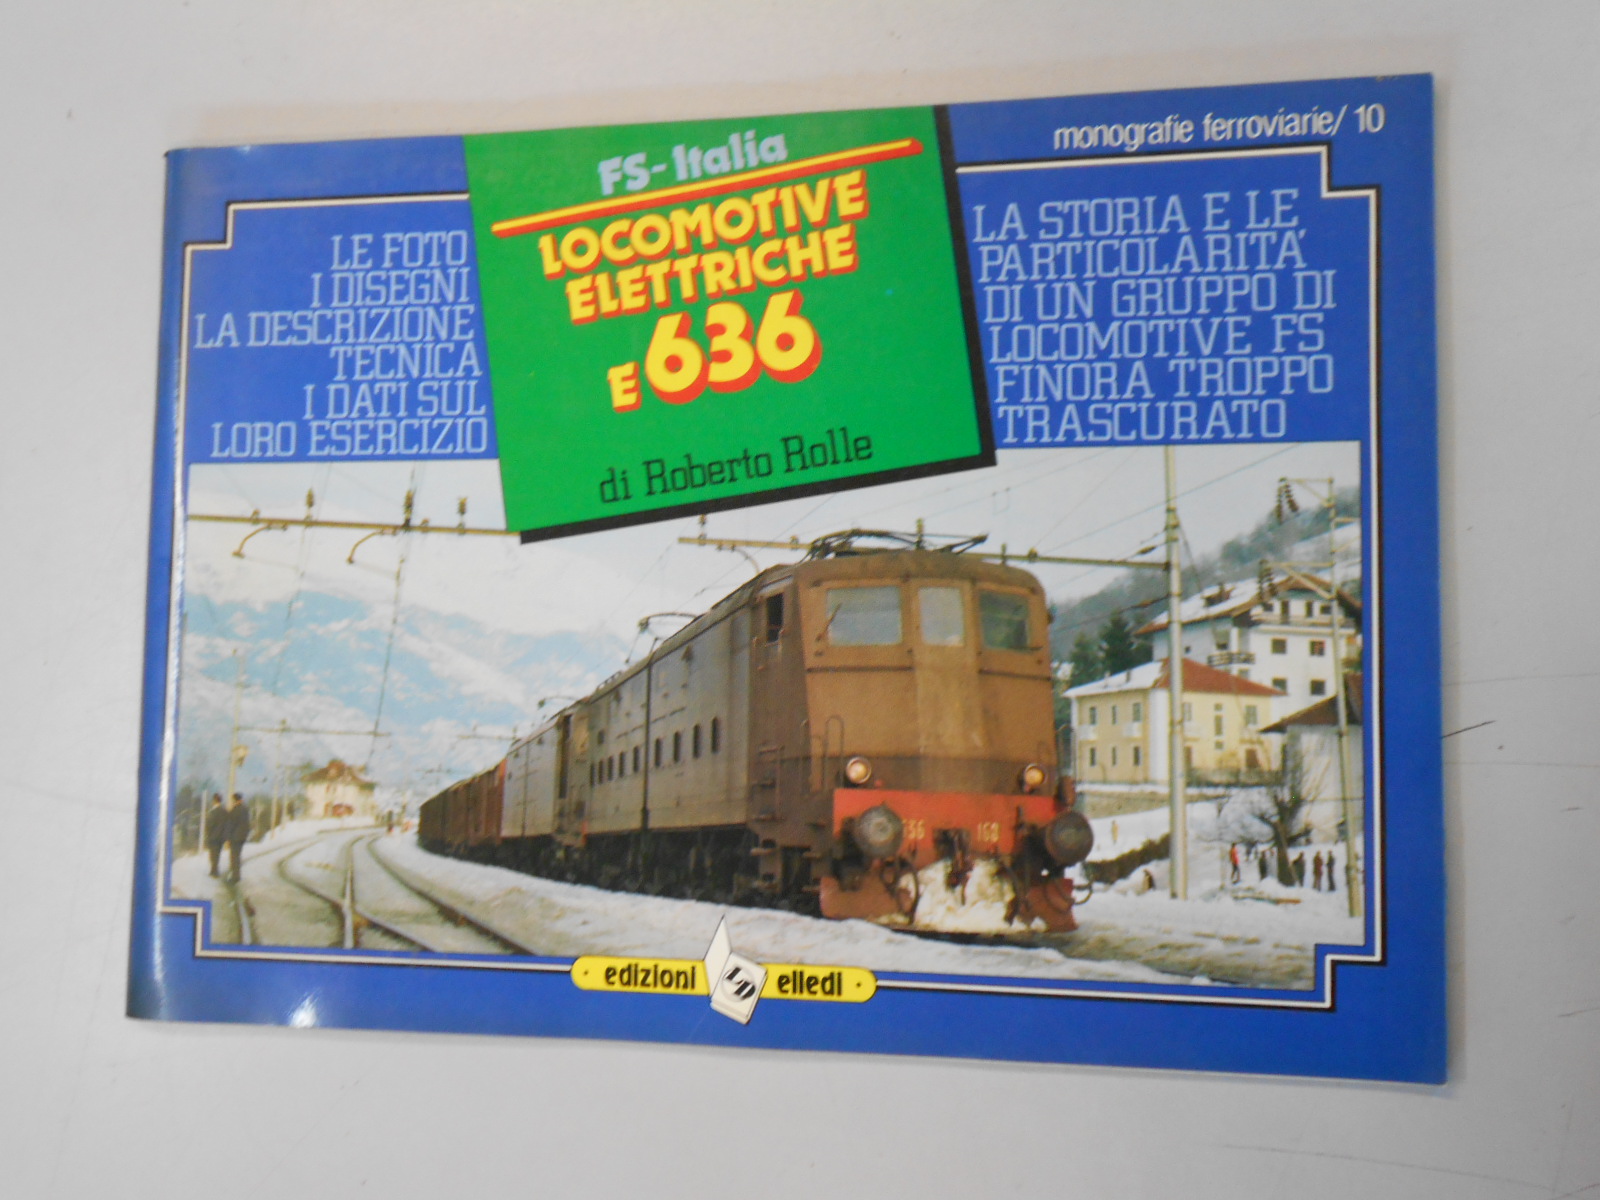 monografie ferroviarie/ 10
FS-Italia
LOCOMOTIVE
ELETTRICHE
E 636
di Roberto Rolle
LE FOTO
I DISEGNI
LA DESCRIZIONE
TECNICA
I DATI SUL
LORO ESERCIZIO
LA STORIA E LE
PARTICOLARITA'
DI UN GRUPPO DI
LOCOMOTIVE FS
FINORA TROPPO
TRASCURATO
edizioni LD elledi